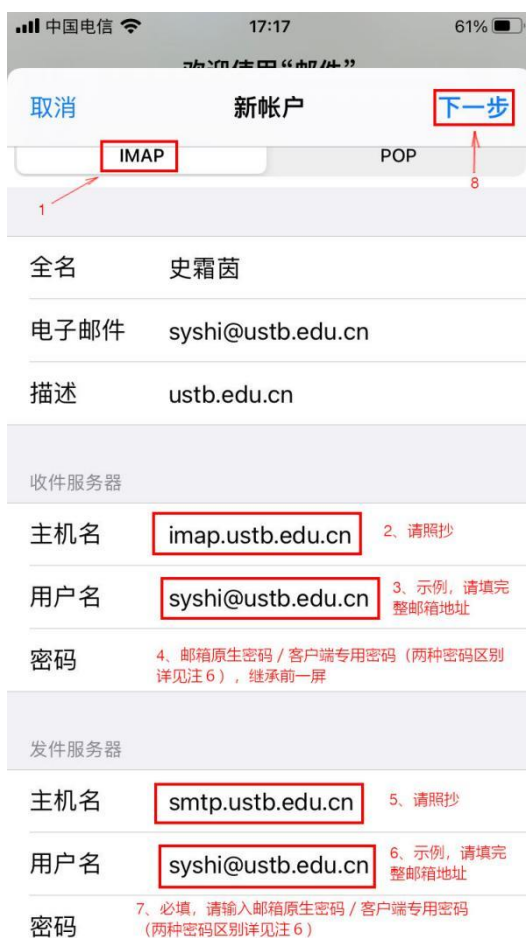 中国电信 17:17 61%
欢迎使用“邮件”
取消 新帐户 下一步
IMAP POP
8
1
全名 史霜茵
电子邮件 syshi@ustb.edu.cn
描述 ustb.edu.cn
收件服务器
主机名 imap.ustb.edu.cn 2、请照抄
用户名 syshi@ustb.edu.cn 3、示例，请填完
整邮箱地址
密码 4、邮箱原生密码 / 客户端专用密码（两种密码区别
详见注 6），继承前一屏
发件服务器
主机名 smtp.ustb.edu.cn 5、请照抄
用户名 syshi@ustb.edu.cn 6、示例，请填完
整邮箱地址
密码 7、必填，请输入邮箱原生密码 / 客户端专用密码
（两种密码区别详见注 6）